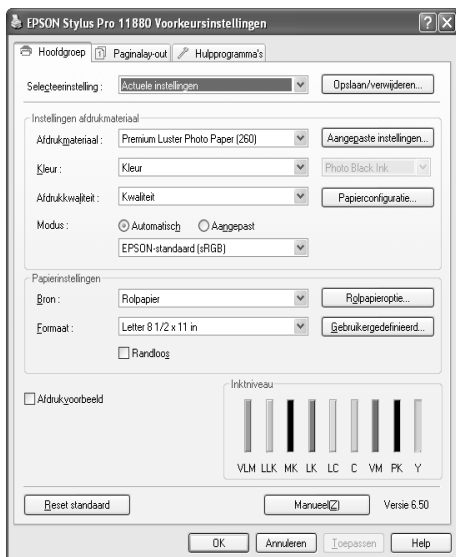 EPSON Stylus Pro 11880 Voorkeursinstellingen
Hoofdgroep Paginalay-out Hulpprogramma's
Selecteerinstelling : Actuele instellingen Opslaan/verwijderen...
Instellingen afdrukmateriaal
Afdrukmateriaal : Premium Luster Photo Paper (260) Aangepaste instellingen...
Kleur : Kleur Photo Black Ink
Afdrukkwaliteit : Kwaliteit Papierconfiguratie...
Modus : Automatisch Aangepast
EPSON-standaard (sRGB)
Papierinstellingen
Bron : Rolpapier Rolpapieroptie...
Formaat : Letter 8 1/2 x 11 in Gebruikergedefinieerd...
Randloos
Afdrukvoorbeeld
Inktniveau
VLM LLK MK LK LC C VM PK Y
Reset standaard Manueel(Z) Versie 6.50
OK Annuleren Toepassen Help